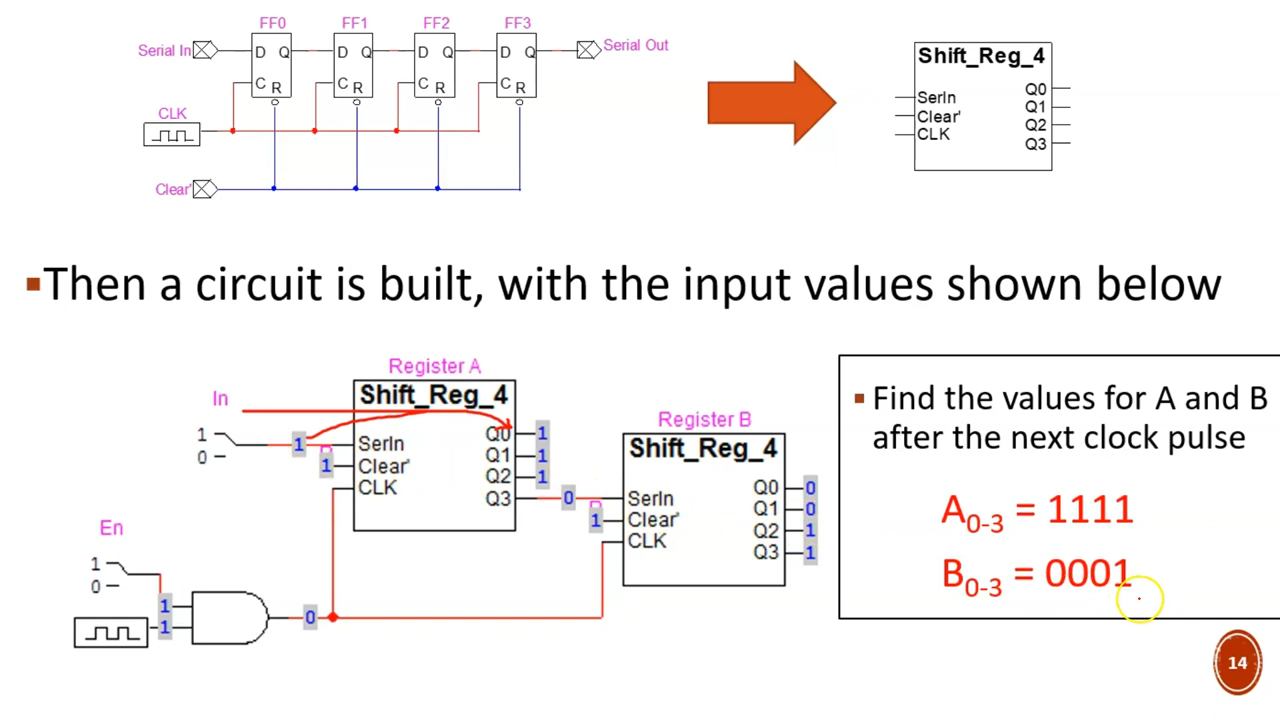 FF0 FF1 FF2 FF3
Serial In D Q D Q D Q D Q Serial Out
C R C R C R C R
CLK
Clear'
Shift_Reg_4
SerIn Q0
Clear' Q1
CLK Q2
Q3
▪Then a circuit is built, with the input values shown below
Register A
Shift_Reg_4
In
1
0
1 SerIn Q0 1
1 Clear' Q1 1
CLK Q2 1
Q3 0
Register B
Shift_Reg_4
SerIn Q0 0
1 Clear' Q1 0
CLK Q2 1
Q3 1
En
1
0
1
1
0
▪ Find the values for A and B
after the next clock pulse
A0-3 = 1111
B0-3 = 0001
14